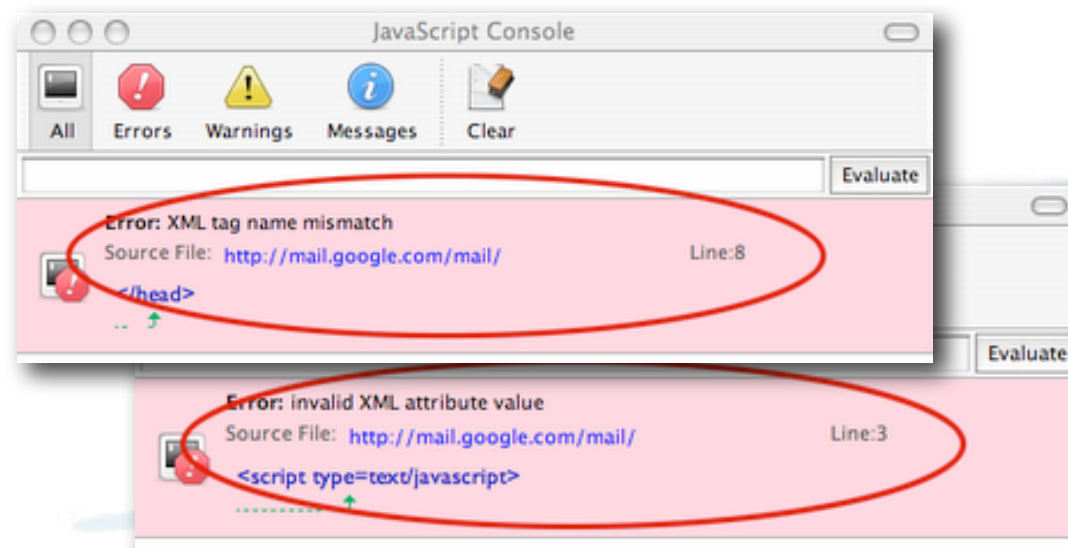 JavaScript Console
All Errors Warnings Messages Clear
Evaluate
Error: XML tag name mismatch
Source File: http://mail.google.com/mail/ Line:8
</head>
Evaluate
Error: invalid XML attribute value
Source File: http://mail.google.com/mail/ Line:3
<script type=text/javascript>